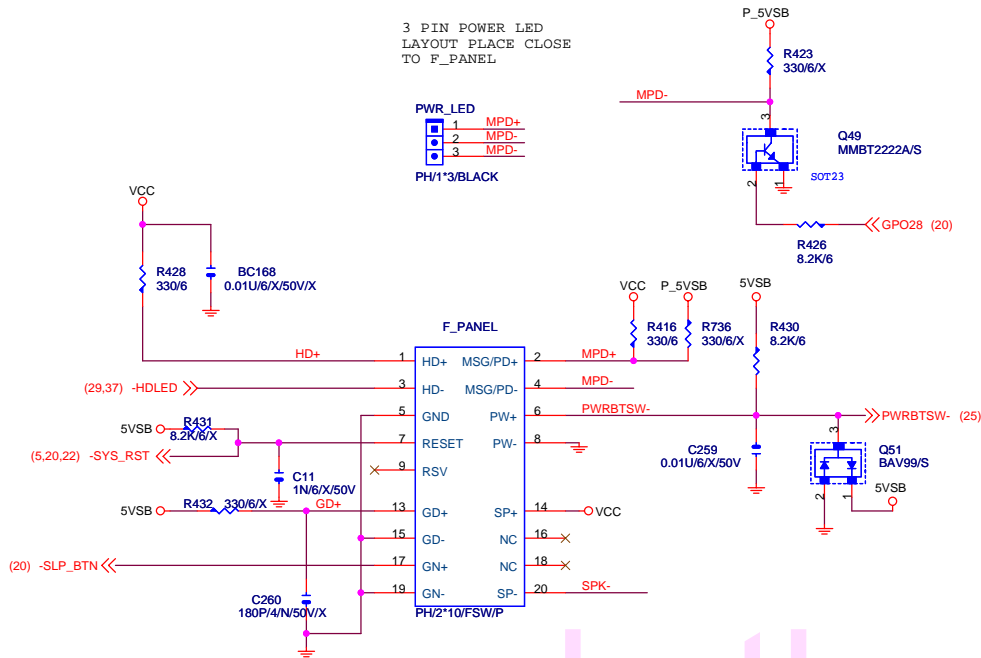 3 PIN POWER LED
LAYOUT PLACE CLOSE
TO F_PANEL
PWR_LED
1 MPD+
2 MPD-
3 MPD-
PH/1*3/BLACK
P_5VSB
R423
330/6/X
MPD-
3
Q49
MMBT2222A/S
SOT23
2
1
GPO28 (20)
R426
8.2K/6
VCC
R428
330/6
BC168
0.01U/6/X/50V/X
VCC
P_5VSB
5VSB
R416
330/6
R736
330/6/X
R430
8.2K/6
F_PANEL
HD+ 1 HD+ MSG/PD+ 2 MPD+
(29,37) -HDLED 3 HD- MSG/PD- 4 MPD-
5 GND PW+ 6 PWRBTSW- PWRBTSW- (25)
R431
5VSB
8.2K/6/X
7 RESET PW- 8
(5,20,22) -SYS_RST
9 RSV
C11
1N/6/X/50V
C259
0.01U/6/X/50V
3
Q51
BAV99/S
2
1
5VSB
5VSB R432 330/6/X GD+ 13 GD+ SP+ 14 VCC
15 GD- NC 16
(20) -SLP_BTN 17 GN+ NC 18
19 GN- SP- 20 SPK-
C260
180P/4/N/50V/X
PH/2*10/FSW/P